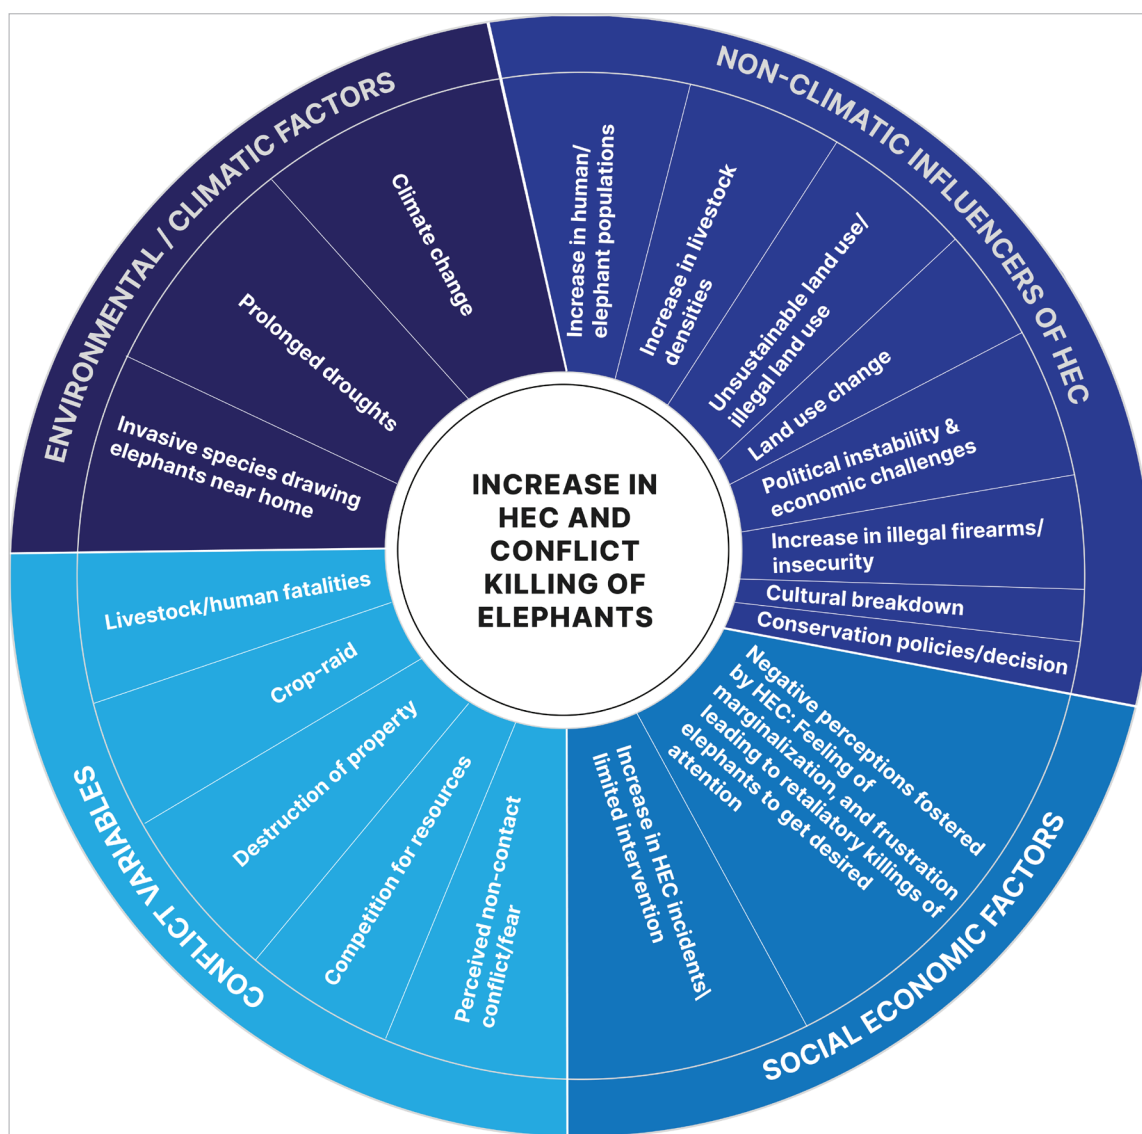 INCREASE IN
HEC AND
CONFLICT
KILLING OF
ELEPHANTS
ENVIRONMENTAL / CLIMATIC FACTORS
Invasive species drawing
elephants near home
Prolonged droughts
Climate change
NON-CLIMATIC INFLUENCERS OF HEC
Increase in human/
elephant populations
Increase in livestock
densities
Unsustainable land use/
illegal land use
Land use change
Political instability &
economic challenges
Increase in illegal firearms/
insecurity
Cultural breakdown
Conservation policies/decision
SOCIAL ECONOMIC FACTORS
Negative perceptions fostered
by HEC: Feeling of
marginalization, and frustration
leading to retaliatory killings of
elephants to get desired
attention
Increase in HEC incidents\
limited intervention
CONFLICT VARIABLES
Perceived non-contact
conflict/fear
Competition for resources
Destruction of property
Crop-raid
Livestock/human fatalities